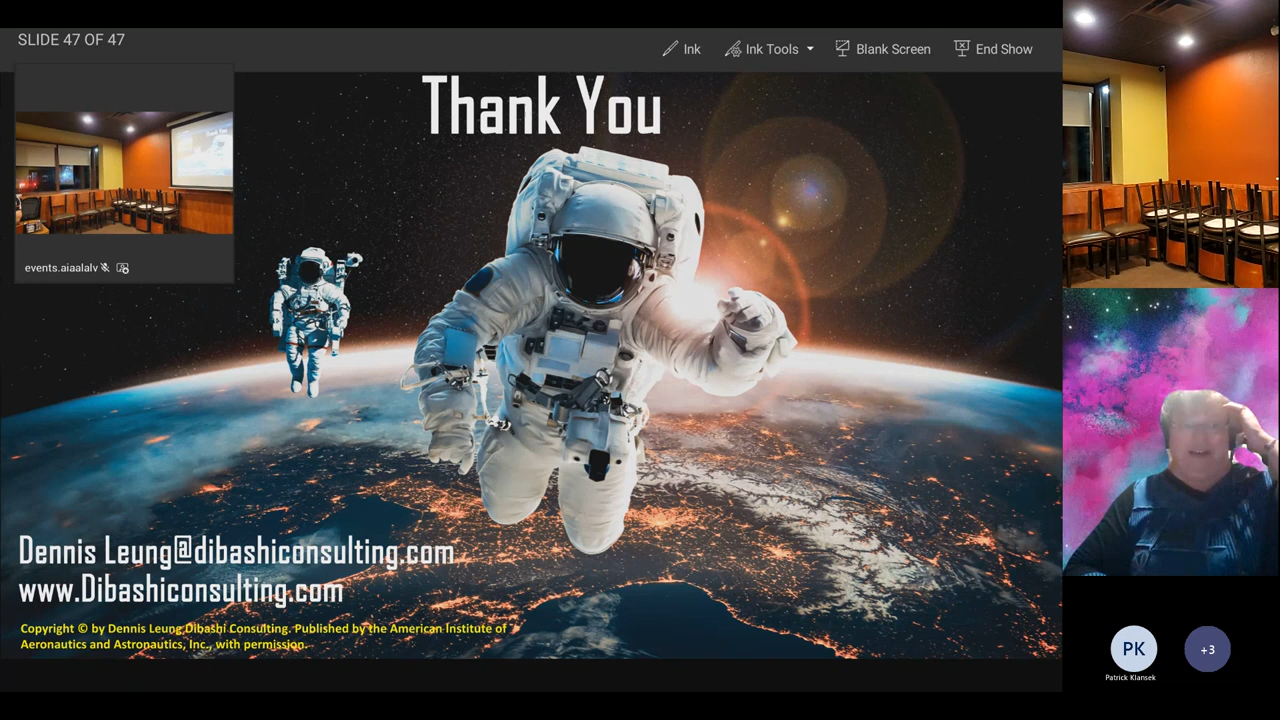 SLIDE 47 OF 47
Ink
Ink Tools
Blank Screen
End Show
Thank You
events.aiaalalv
Dennis Leung@dibashiconsulting.com
www.Dibashiconsulting.com
Copyright © by Dennis Leung,Dibashi Consulting. Published by the American Institute of
Aeronautics and Astronautics, Inc., with permission.
PK
+3
Patrick Klansek